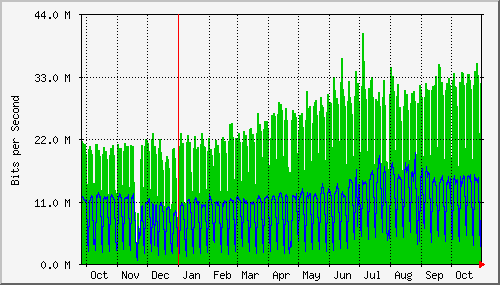 44.0 M
33.0 M
22.0 M
11.0 M
0.0 M
Bits per Second
Oct Nov Dec Jan Feb Mar Apr May Jun Jul Aug Sep Oct